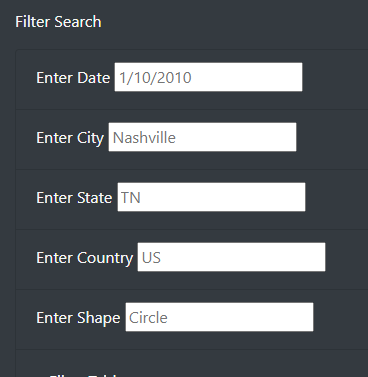 Filter Search
Enter Date 1/10/2010
Enter City Nashville
Enter State TN
Enter Country US
Enter Shape Circle